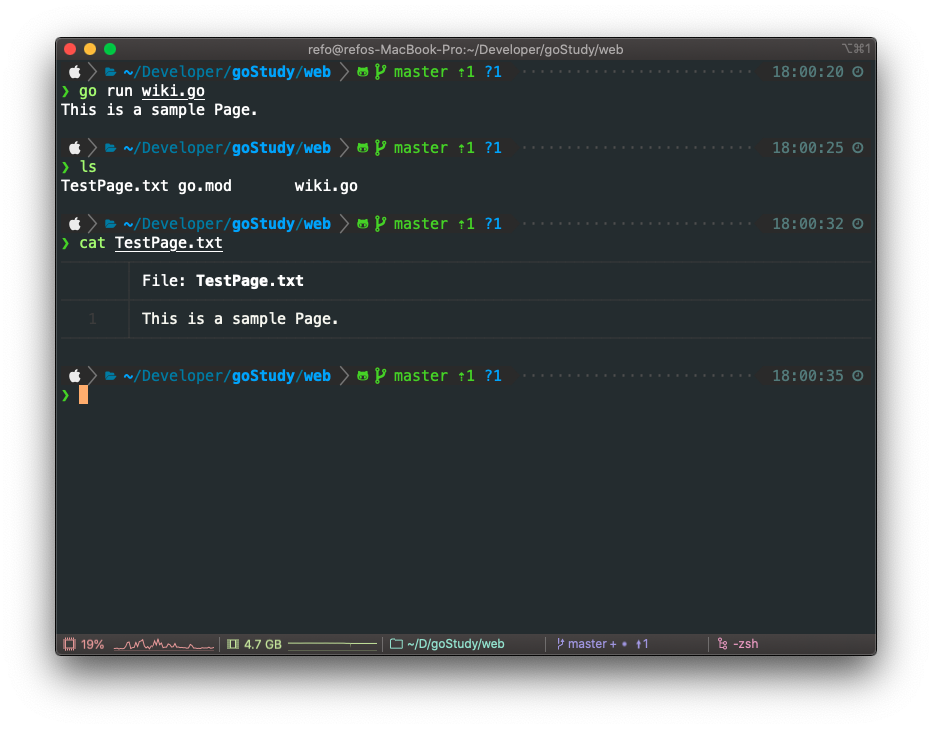 refo@refos-MacBook-Pro:~/Developer/goStudy/web ⌥⌘1
~/Developer/goStudy/web master ⇡1 ?1 18:00:20
❯ go run wiki.go
This is a sample Page.
~/Developer/goStudy/web master ⇡1 ?1 18:00:25
❯ ls
TestPage.txt go.mod wiki.go
~/Developer/goStudy/web master ⇡1 ?1 18:00:32
❯ cat TestPage.txt
File: TestPage.txt
1 This is a sample Page.
~/Developer/goStudy/web master ⇡1 ?1 18:00:35
❯
19% 4.7 GB ~/D/goStudy/web master + • ⬆1 -zsh